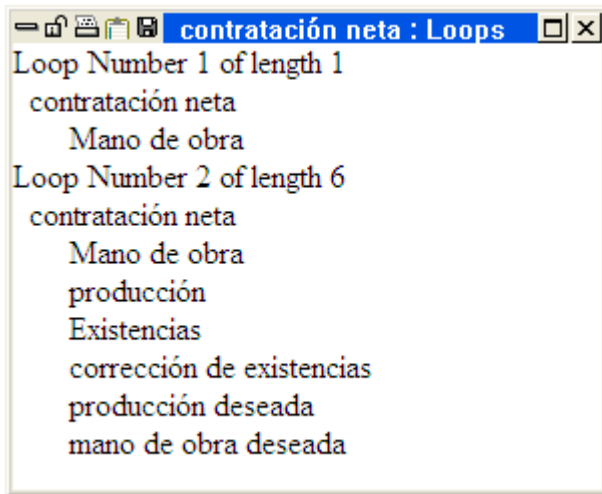 contratación neta : Loops
Loop Number 1 of length 1
contratación neta
Mano de obra
Loop Number 2 of length 6
contratación neta
Mano de obra
producción
Existencias
corrección de existencias
producción deseada
mano de obra deseada